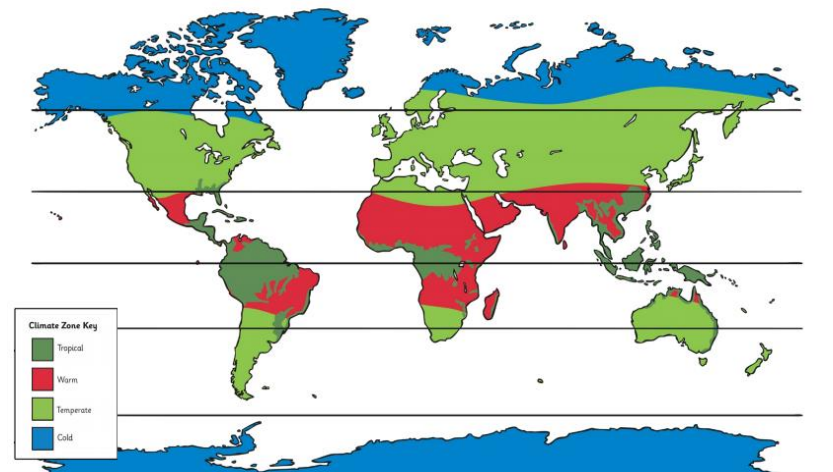 Climate Zone Key
Tropical
Warm
Temperate
Cold